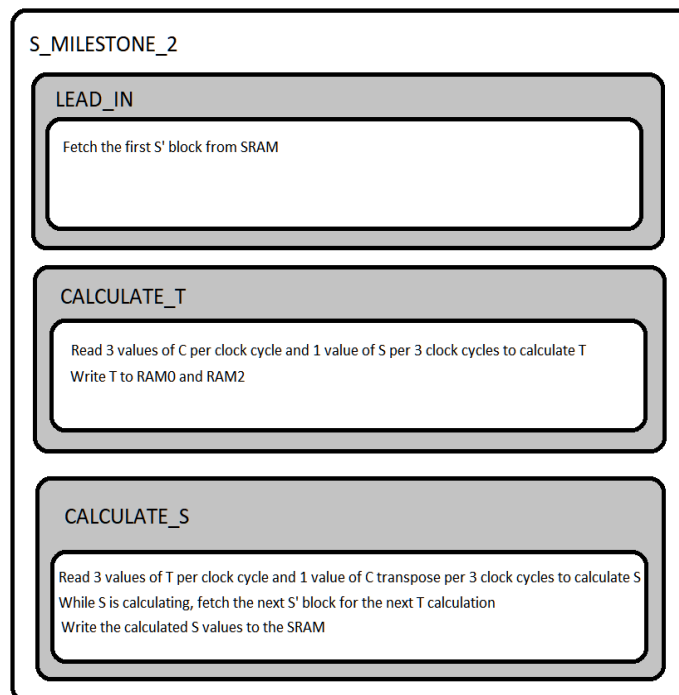 S_MILESTONE_2
LEAD_IN
Fetch the first S' block from SRAM
CALCULATE_T
Read 3 values of C per clock cycle and 1 value of S per 3 clock cycles to calculate T
Write T to RAM0 and RAM2
CALCULATE_S
Read 3 values of T per clock cycle and 1 value of C transpose per 3 clock cycles to calculate S
While S is calculating, fetch the next S' block for the next T calculation
Write the calculated S values to the SRAM